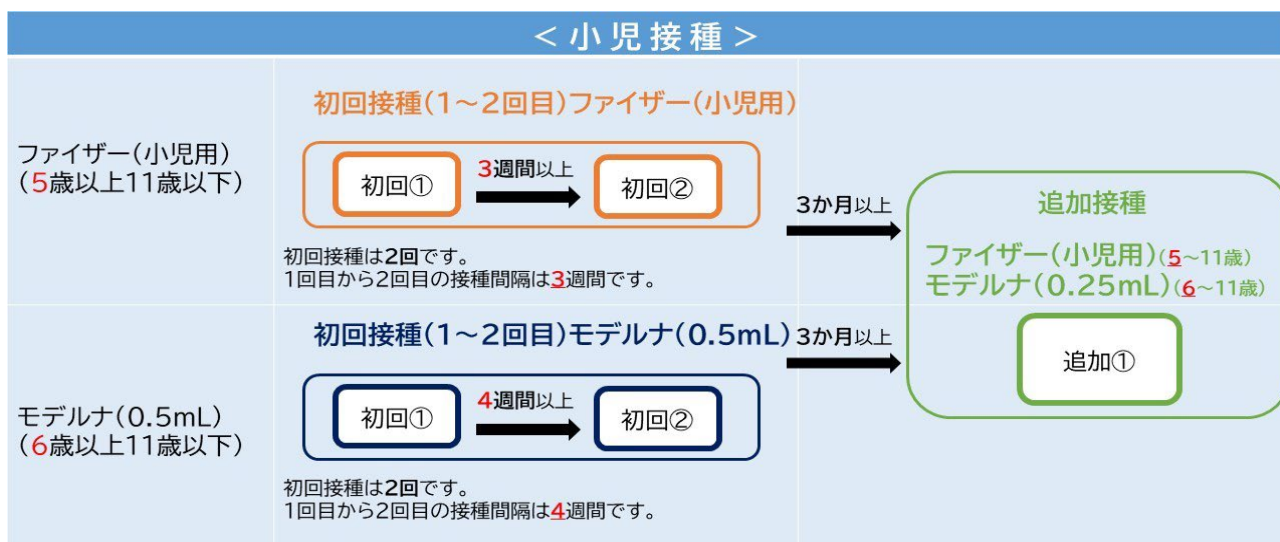 <小児接種>
ファイザー(小児用)
(5歳以上11歳以下)
初回接種(1~2回目)ファイザー(小児用)
初回①
3週間以上
初回②
初回接種は2回です。
1回目から2回目の接種間隔は3週間です。
3か月以上
モデルナ(0.5mL)
(6歳以上11歳以下)
初回接種(1~2回目)モデルナ(0.5mL)
初回①
4週間以上
初回②
初回接種は2回です。
1回目から2回目の接種間隔は4週間です。
3か月以上
追加接種
ファイザー(小児用)(5~11歳)
モデルナ(0.25mL)(6~11歳)
追加①